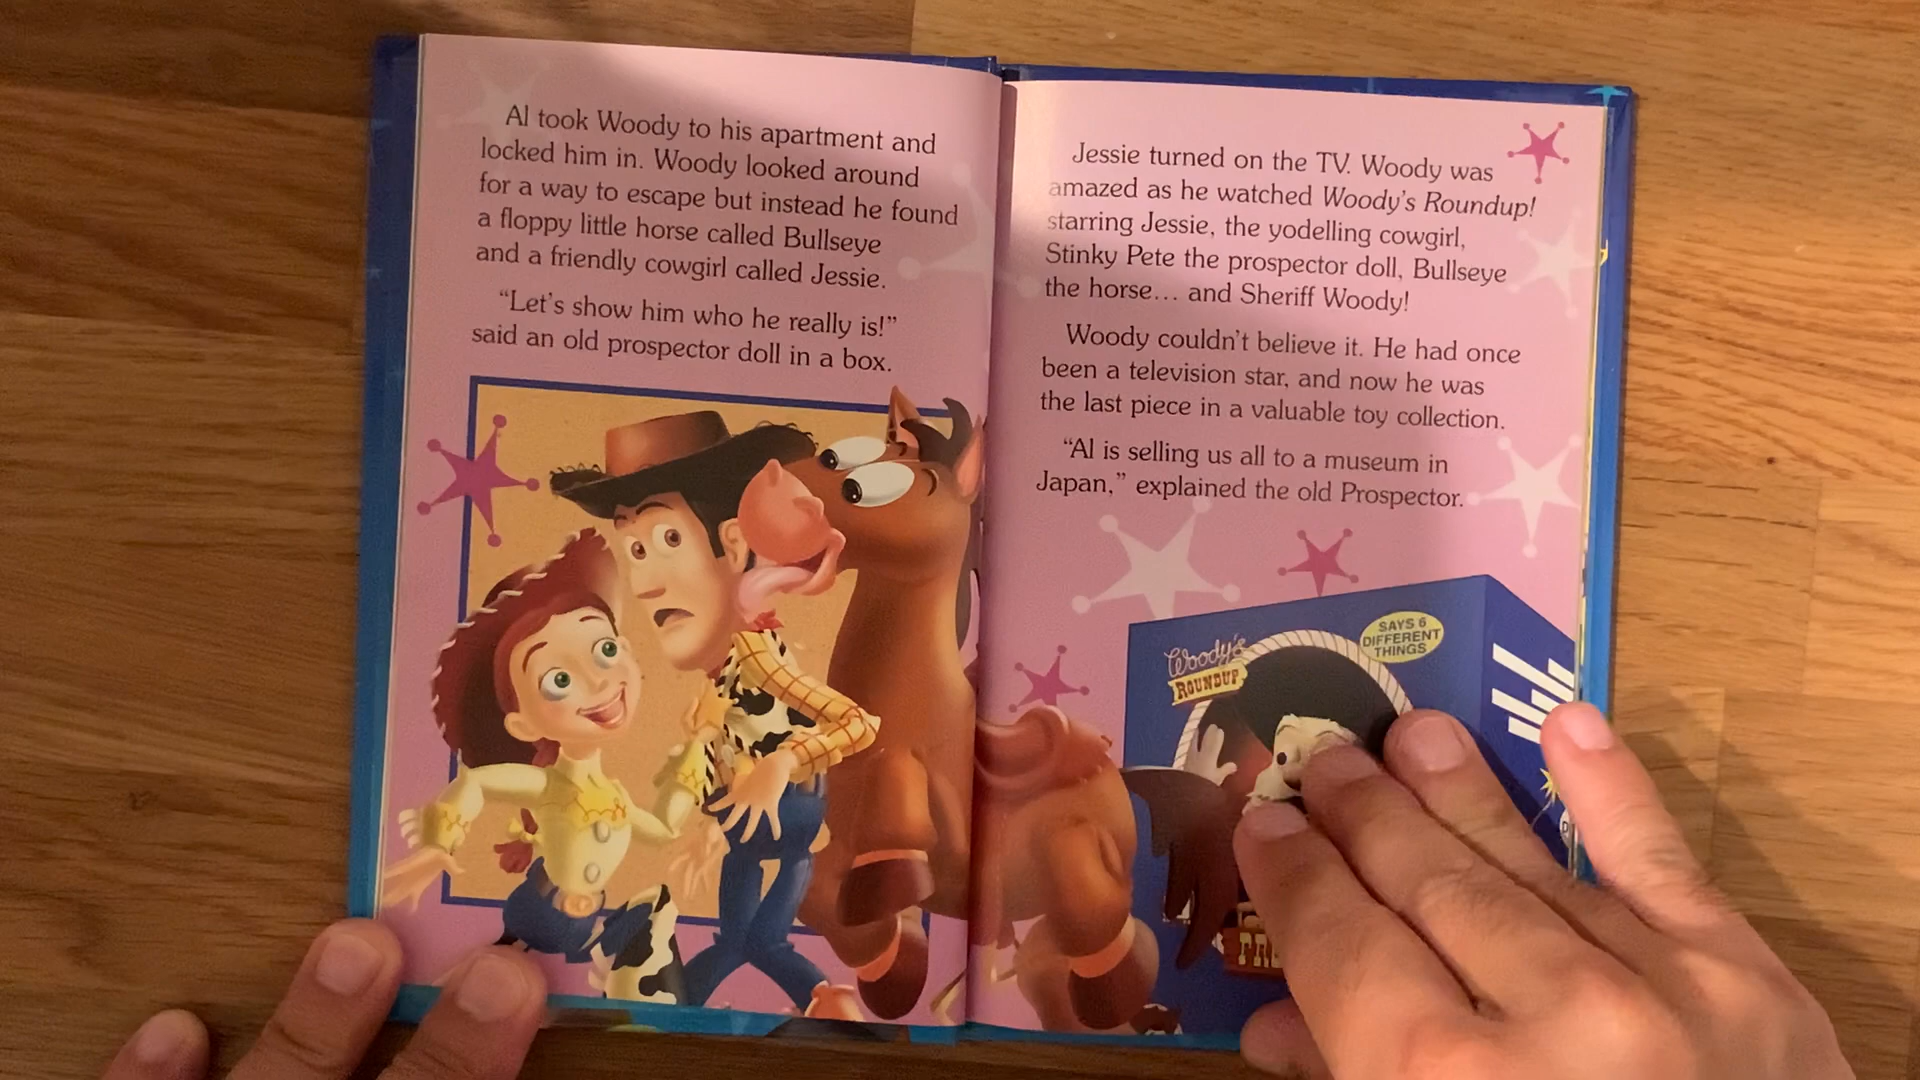 Al took Woody to his apartment and
locked him in. Woody looked around
for a way to escape but instead he found
a floppy little horse called Bullseye
and a friendly cowgirl called Jessie.
“Let’s show him who he really is!”
said an old prospector doll in a box.
Jessie turned on the TV. Woody was
amazed as he watched Woody’s Roundup!
starring Jessie, the yodelling cowgirl,
Stinky Pete the prospector doll, Bullseye
the horse… and Sheriff Woody!
Woody couldn’t believe it. He had once
been a television star, and now he was
the last piece in a valuable toy collection.
“Al is selling us all to a museum in
Japan,” explained the old Prospector.
Woody's
ROUNDUP
SAYS 6
DIFFERENT
THINGS